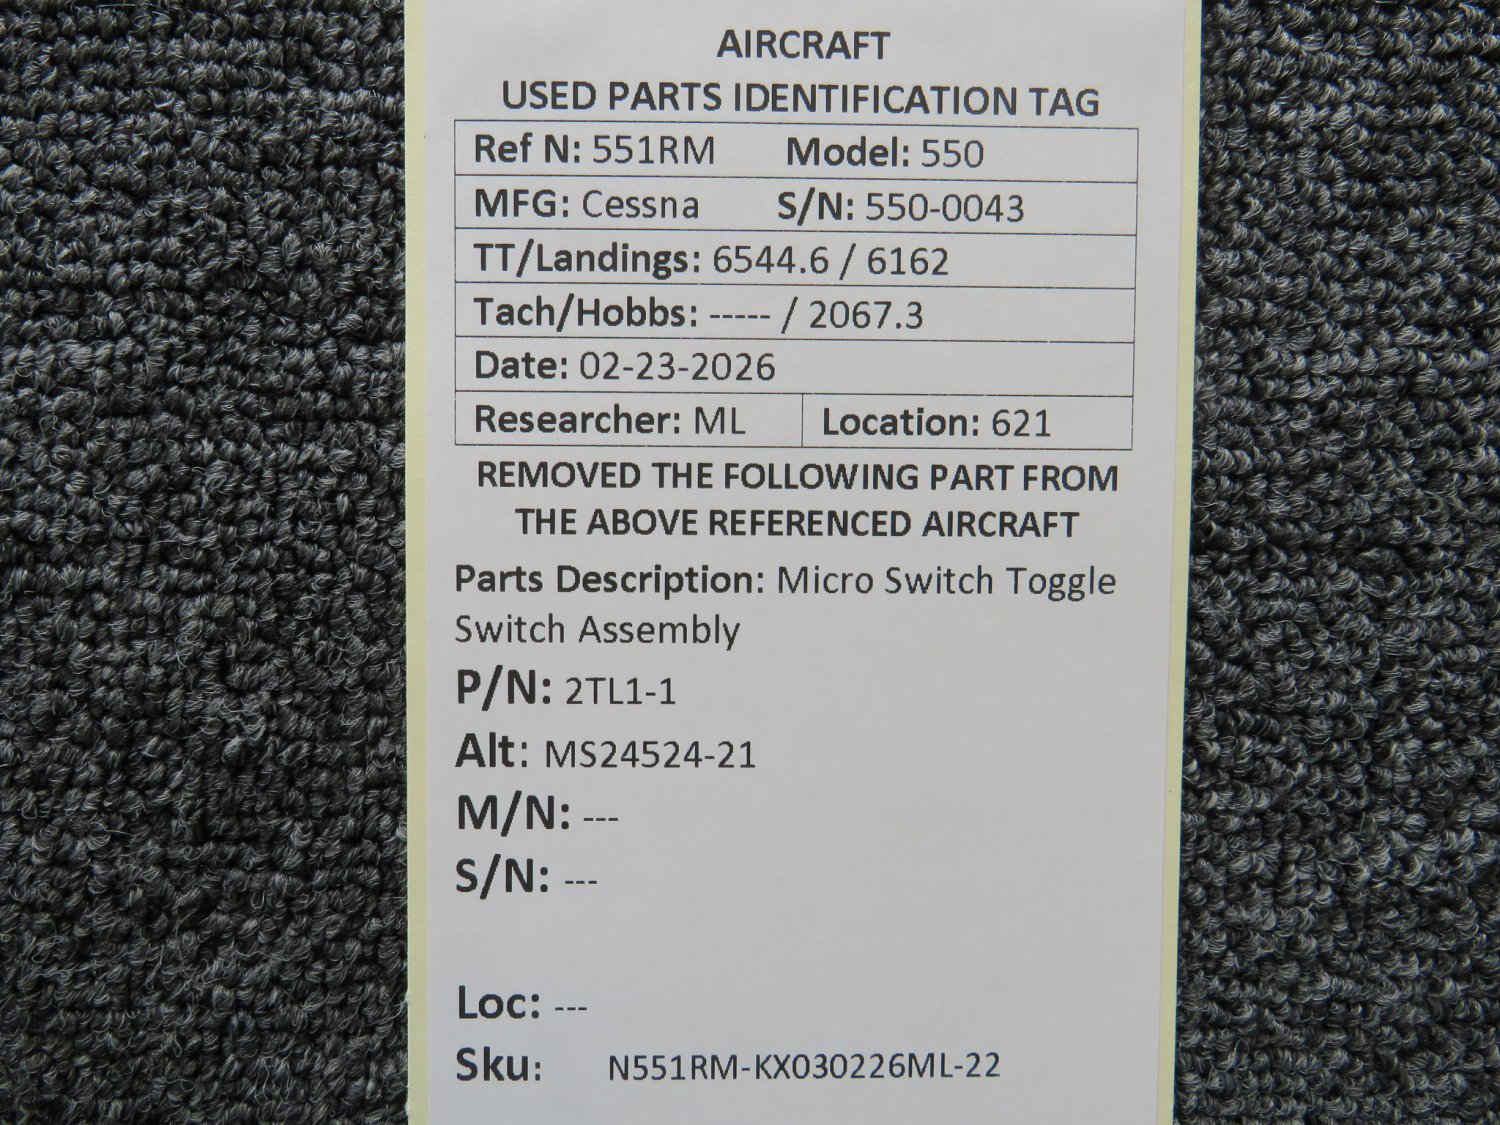 AIRCRAFT
USED PARTS IDENTIFICATION TAG
Ref N: 551RM Model: 550
MFG: Cessna S/N: 550-0043
TT/Landings: 6544.6 / 6162
Tach/Hobbs: ----- / 2067.3
Date: 02-23-2026
Researcher: ML Location: 621
REMOVED THE FOLLOWING PART FROM
THE ABOVE REFERENCED AIRCRAFT
Parts Description: Micro Switch Toggle
Switch Assembly
P/N: 2TL1-1
Alt: MS24524-21
M/N: ---
S/N: ---
Loc: ---
Sku: N551RM-KX030226ML-22